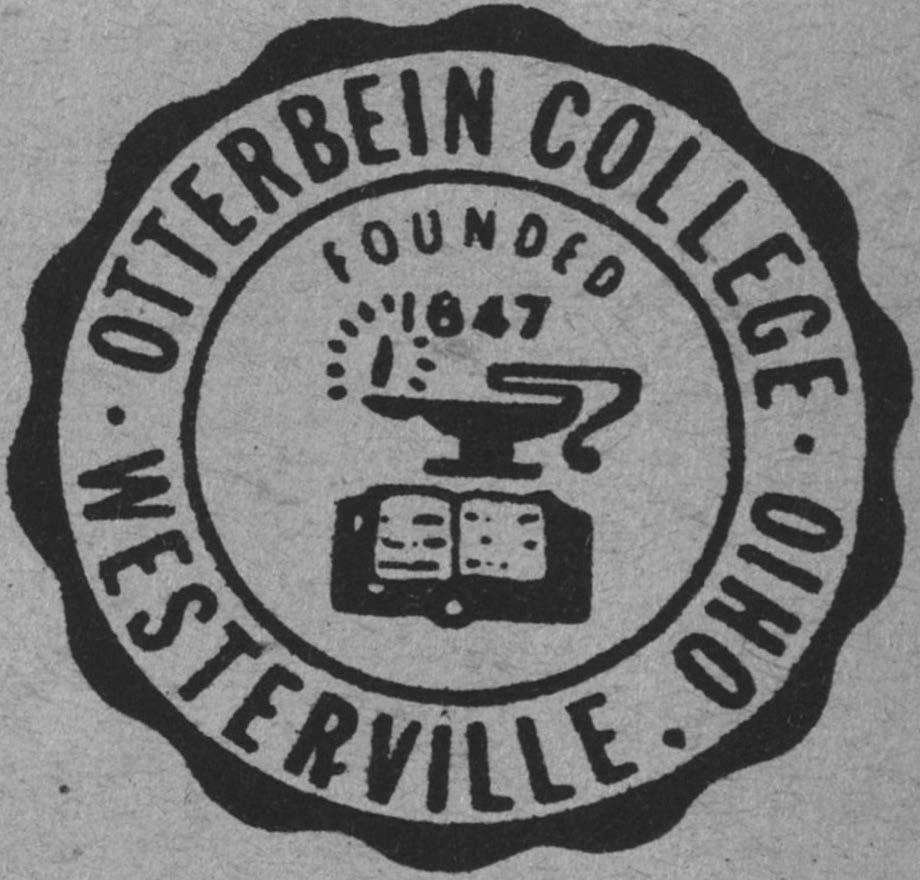 · OTTERBEIN COLLEGE ·
WESTERVILLE. OHIO
FOUNDED
1847